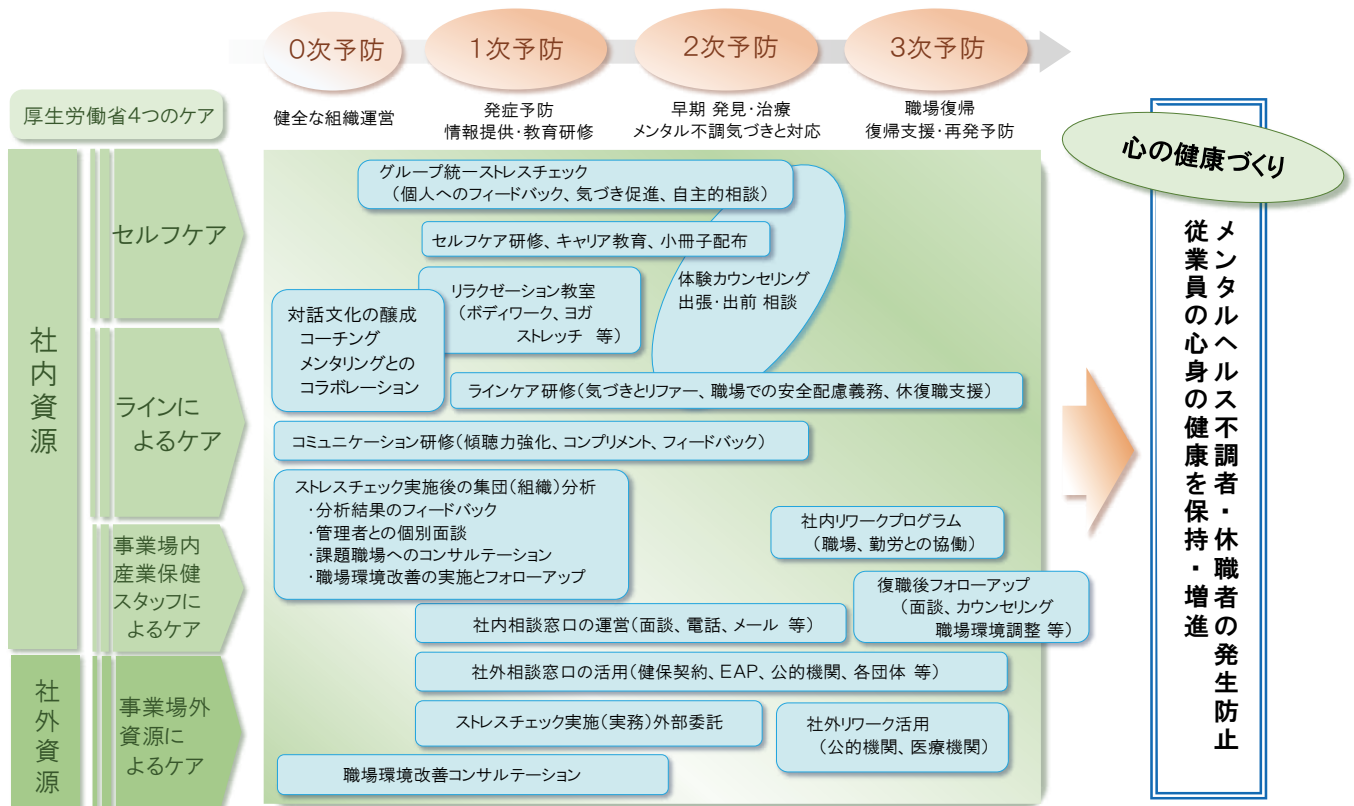 0次予防
1次予防
2次予防
3次予防
健全な組織運営
発症予防
情報提供・教育研修
早期 発見・治療
メンタル不調気づきと対応
職場復帰
復帰支援・再発予防
厚生労働省4つのケア
社内資源
セルフケア
ラインに
よるケア
事業場内
産業保健
スタッフに
よるケア
社外資源
事業場外
資源に
よるケア
グループ統一ストレスチェック
(個人へのフィードバック、気づき促進、自主的相談)
セルフケア研修、キャリア教育、小冊子配布
体験カウンセリング
出張・出前 相談
リラクゼーション教室
(ボディワーク、ヨガ
ストレッチ 等)
対話文化の醸成
コーチング
メンタリングとの
コラボレーション
ラインケア研修(気づきとリファー、職場での安全配慮義務、休復職支援)
コミュニケーション研修(傾聴力強化、コンプリメント、フィードバック)
ストレスチェック実施後の集団(組織)分析
・分析結果のフィードバック
・管理者との個別面談
・課題職場へのコンサルテーション
・職場環境改善の実施とフォローアップ
社内リワークプログラム
(職場、勤労との協働)
復職後フォローアップ
(面談、カウンセリング
職場環境調整 等)
社内相談窓口の運営(面談、電話、メール 等)
社外相談窓口の活用(健保契約、EAP、公的機関、各団体 等)
ストレスチェック実施(実務)外部委託
社外リワーク活用
(公的機関、医療機関)
職場環境改善コンサルテーション
心の健康づくり
メンタルヘルス不調者・休職者の発生防止
従業員の心身の健康を保持・増進